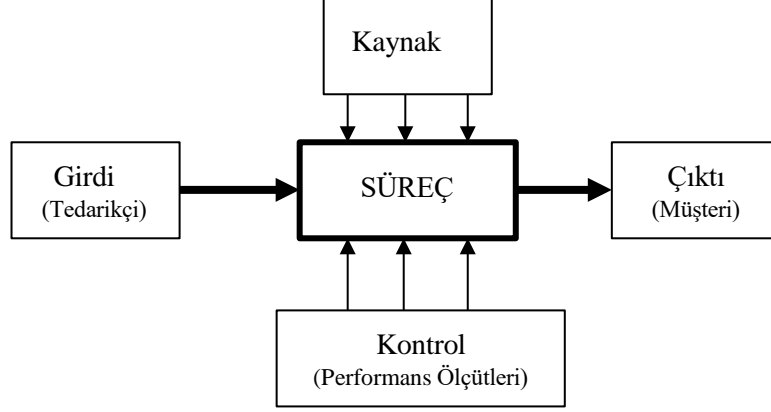 Kaynak
Girdi
(Tedarikçi)
SÜREÇ
Çıktı
(Müşteri)
Kontrol
(Performans Ölçütleri)